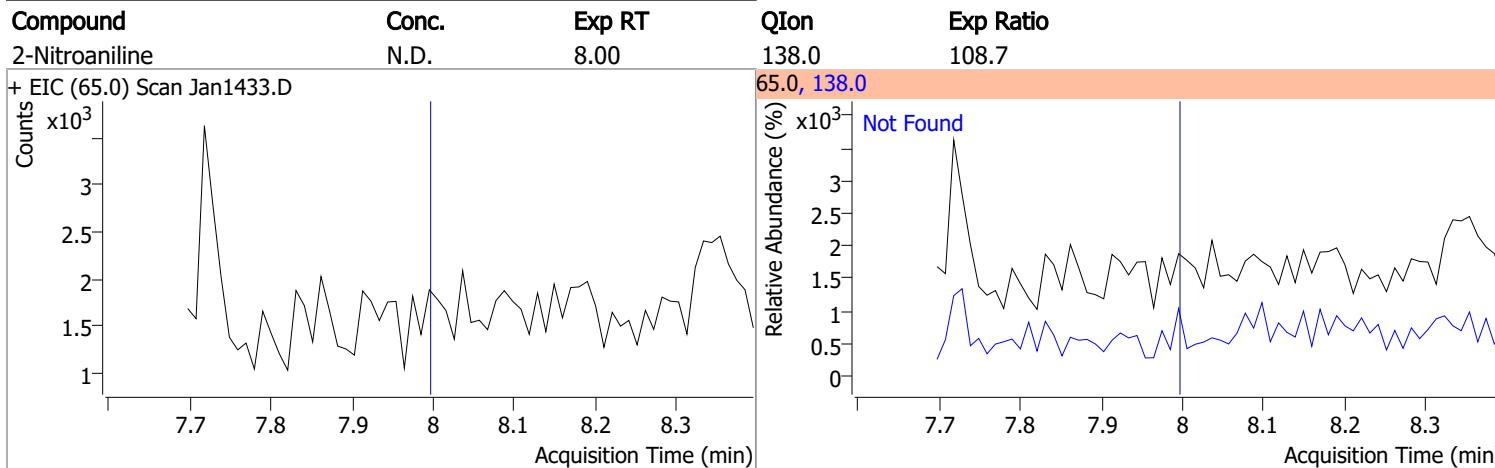 Compound Conc. Exp RT QIon Exp Ratio
2-Nitroaniline N.D. 8.00 138.0 108.7
+ EIC (65.0) Scan Jan1433.D
Counts
x10³
3
2.5
2
1.5
1
7.7 7.8 7.9 8 8.1 8.2 8.3
Acquisition Time (min)
65.0, 138.0
Relative Abundance (%)
x10³
Not Found
3
2.5
2
1.5
1
0.5
0
7.7 7.8 7.9 8 8.1 8.2 8.3
Acquisition Time (min